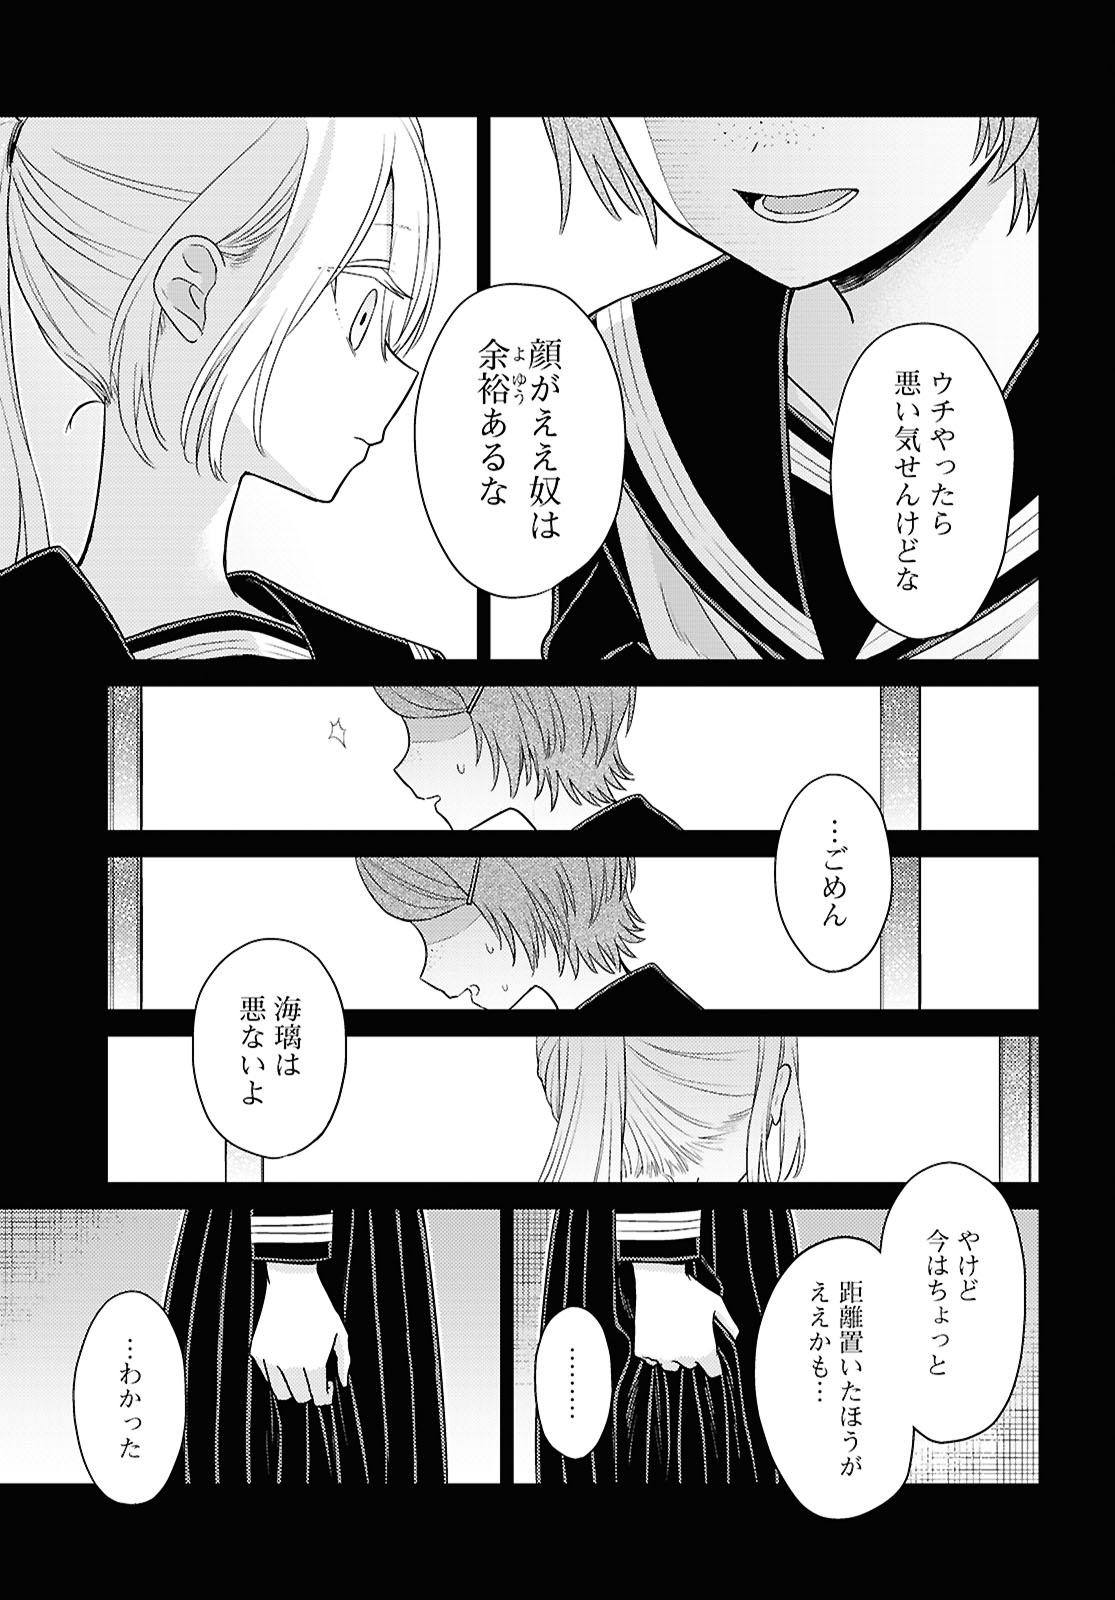 ウチやったら
悪い気せんけどな
顔がええ奴は
余裕あるな
よゆう
…ごめん
海璃は
悪ないよ
やけど
今はちょっと
距離置いたほうが
ええかも…
………
…わかった